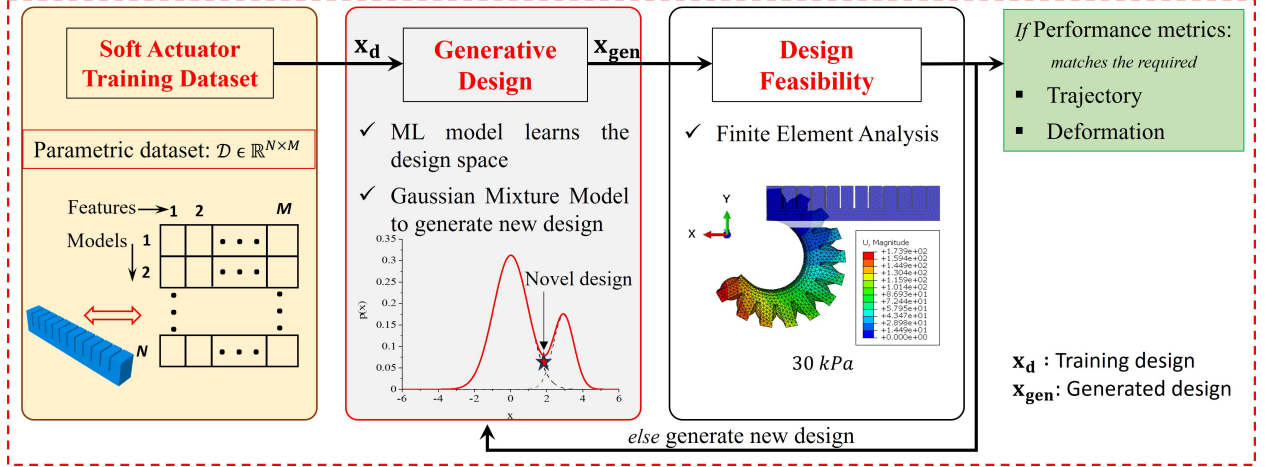 Soft Actuator
Training Dataset
x_d
Generative
Design
x_gen
Design
Feasibility
If Performance metrics:
matches the required
▪ Trajectory
▪ Deformation
Parametric dataset: 𝒟 ϵ ℝ^{N×M}
Features
1 2 M
Models
1
2
N
✓ ML model learns the
design space
✓ Gaussian Mixture Model
to generate new design
0.35
0.3
0.25
0.2
0.15
0.1
0.05
0
p(x)
Novel design
-6 -4 -2 0 2 4 6
x
✓ Finite Element Analysis
Y
X
U, Magnitude
+1.739e+02
+1.594e+02
+1.449e+02
+1.304e+02
+1.159e+02
+1.014e+02
+8.693e+01
+7.244e+01
+5.795e+01
+4.347e+01
+2.898e+01
+1.449e+01
+0.000e+00
30 kPa
x_d : Training design
x_gen: Generated design
else generate new design